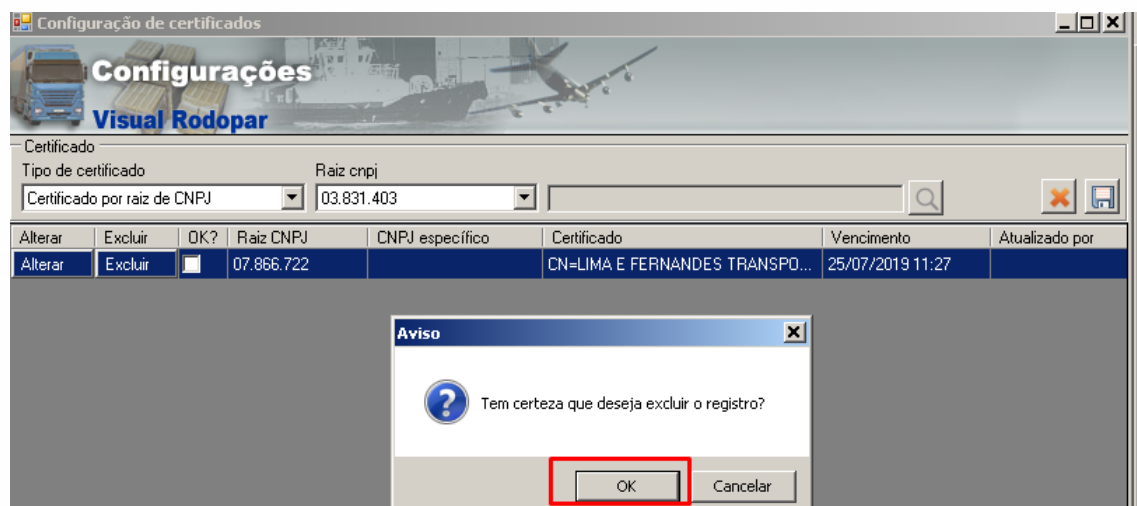 Configuração de certificados
Configurações
Visual Rodopar
Certificado
Tipo de certificado Raiz cnpj
Certificado por raiz de CNPJ 03.831.403
Alterar Excluir OK? Raiz CNPJ CNPJ específico Certificado Vencimento Atualizado por
Alterar Excluir 07.866.722 CN=LIMA E FERNANDES TRANSPO... 25/07/2019 11:27
Aviso
Tem certeza que deseja excluir o registro?
OK Cancelar